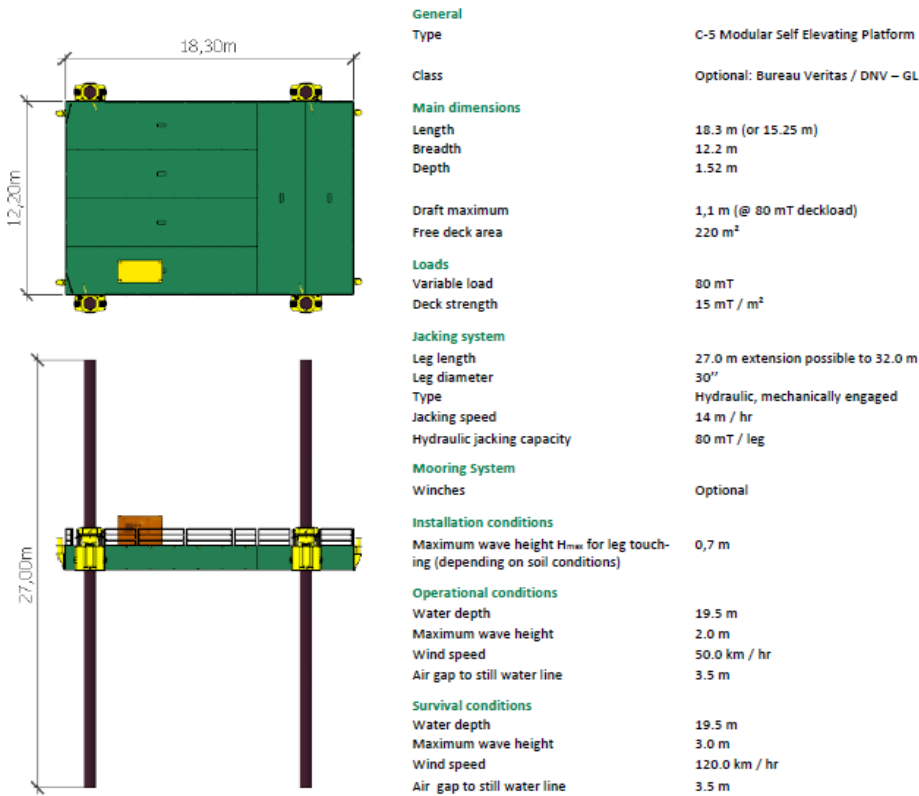 18,30m
12,20m
27,00m
General
Type C-5 Modular Self Elevating Platform
Class Optional: Bureau Veritas / DNV – GL
Main dimensions
Length 18.3 m (or 15.25 m)
Breadth 12.2 m
Depth 1.52 m
Draft maximum 1,1 m (@ 80 mT deckload)
Free deck area 220 m²
Loads
Variable load 80 mT
Deck strength 15 mT / m²
Jacking system
Leg length 27.0 m extension possible to 32.0 m
Leg diameter 30’’
Type Hydraulic, mechanically engaged
Jacking speed 14 m / hr
Hydraulic jacking capacity 80 mT / leg
Mooring System
Winches Optional
Installation conditions
Maximum wave height Hmax for leg touch- 0,7 m
ing (depending on soil conditions)
Operational conditions
Water depth 19.5 m
Maximum wave height 2.0 m
Wind speed 50.0 km / hr
Air gap to still water line 3.5 m
Survival conditions
Water depth 19.5 m
Maximum wave height 3.0 m
Wind speed 120.0 km / hr
Air gap to still water line 3.5 m